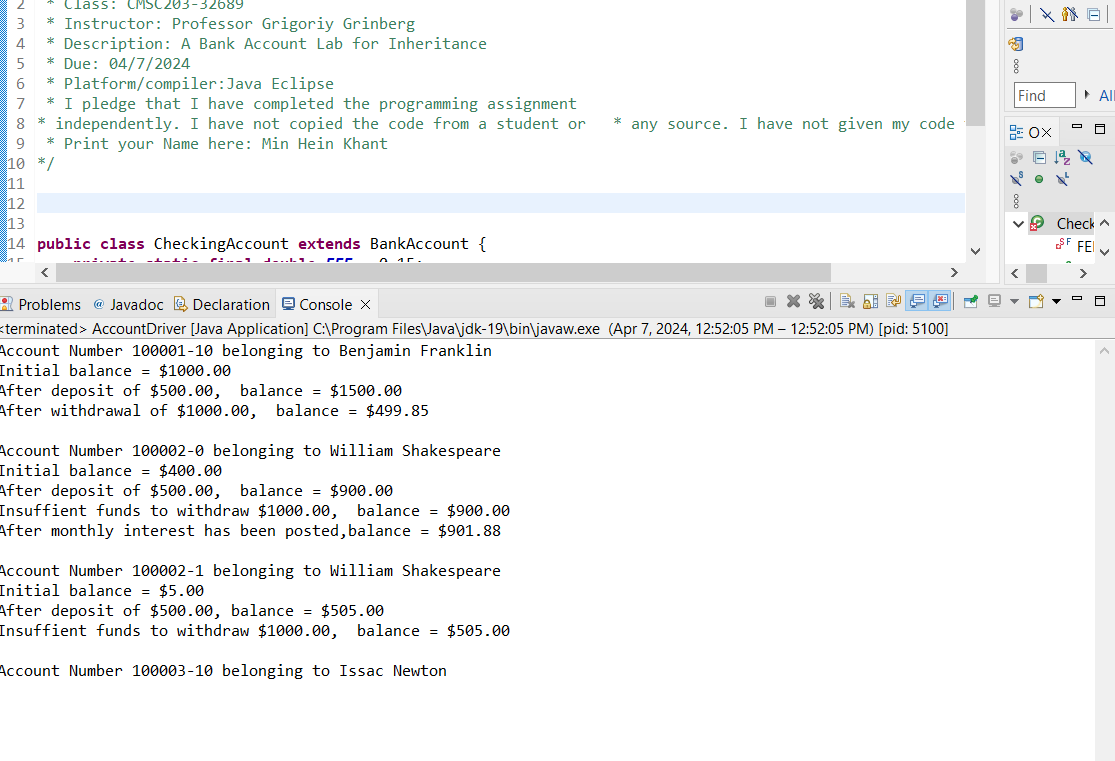 2 * Class: CMSC203-32689
3 * Instructor: Professor Grigoriy Grinberg
4 * Description: A Bank Account Lab for Inheritance
5 * Due: 04/7/2024
6 * Platform/compiler:Java Eclipse
7 * I pledge that I have completed the programming assignment
8 * independently. I have not copied the code from a student or   * any source. I have not given my code
9 * Print your Name here: Min Hein Khant
10 */
11
12
13
14 public class CheckingAccount extends BankAccount {
15 private static final double FEE = 0.15;
Find
All
O
Check
FEE
Problems @ Javadoc Declaration Console
<terminated> AccountDriver [Java Application] C:\Program Files\Java\jdk-19\bin\javaw.exe (Apr 7, 2024, 12:52:05 PM – 12:52:05 PM) [pid: 5100]
Account Number 100001-10 belonging to Benjamin Franklin
Initial balance = $1000.00
After deposit of $500.00,  balance = $1500.00
After withdrawal of $1000.00,  balance = $499.85

Account Number 100002-0 belonging to William Shakespeare
Initial balance = $400.00
After deposit of $500.00,  balance = $900.00
Insuffient funds to withdraw $1000.00,  balance = $900.00
After monthly interest has been posted,balance = $901.88

Account Number 100002-1 belonging to William Shakespeare
Initial balance = $5.00
After deposit of $500.00, balance = $505.00
Insuffient funds to withdraw $1000.00,  balance = $505.00

Account Number 100003-10 belonging to Issac Newton